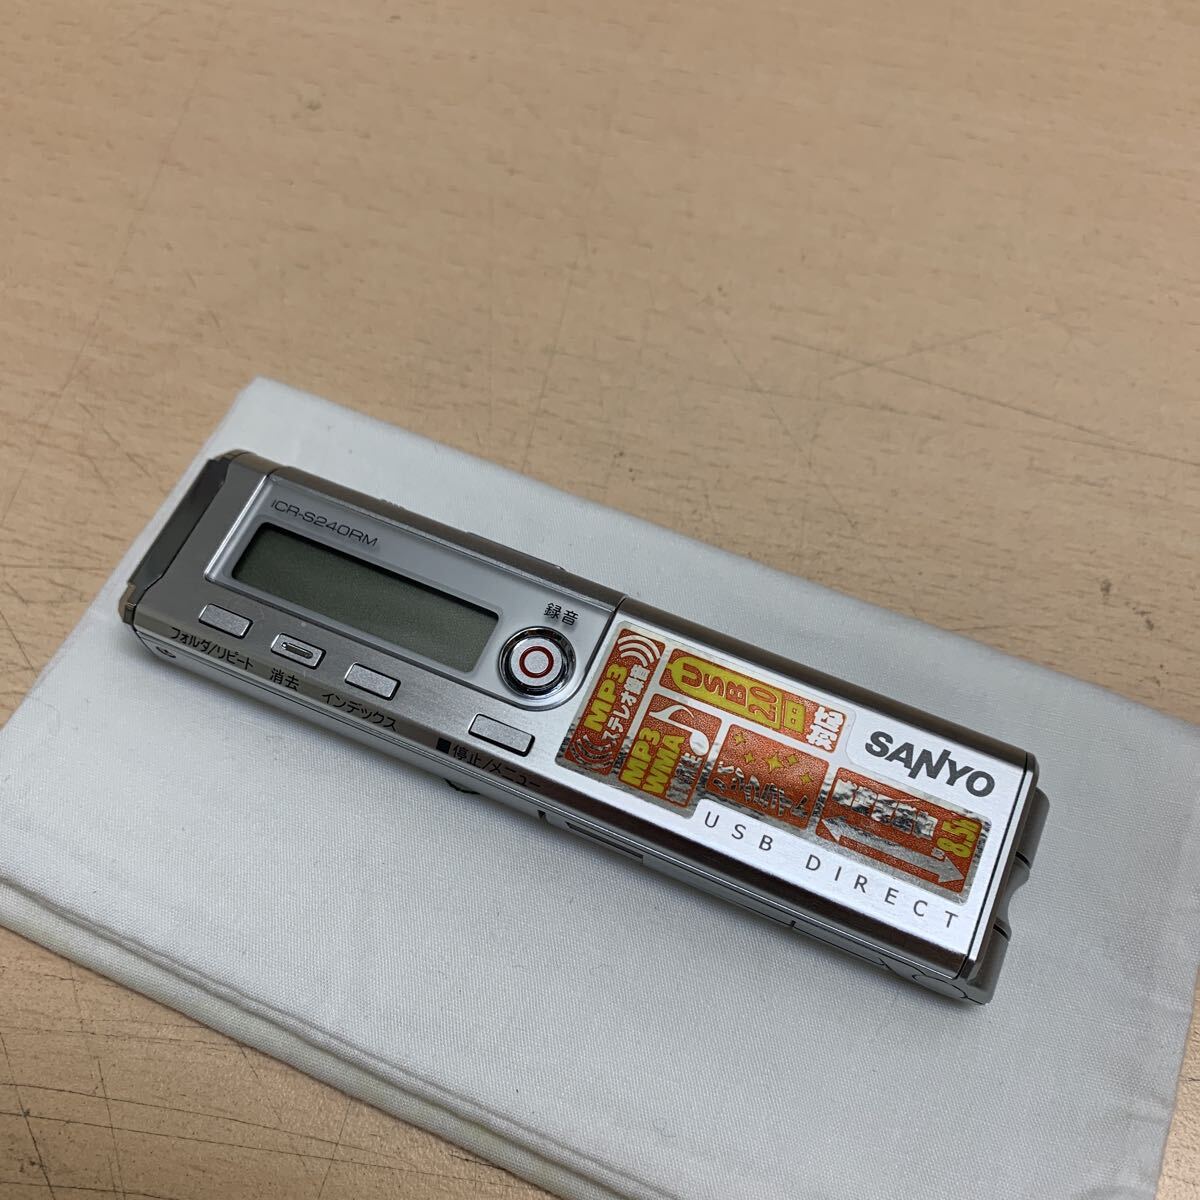 ICR-S240RM
録音
フォルダ/リピート
消去
インデックス
■停止/メニュー
MP3
ステレオ録音
USB
2.0
対応
MP3
WMA
SANYO
8.5h
USB DIRECT